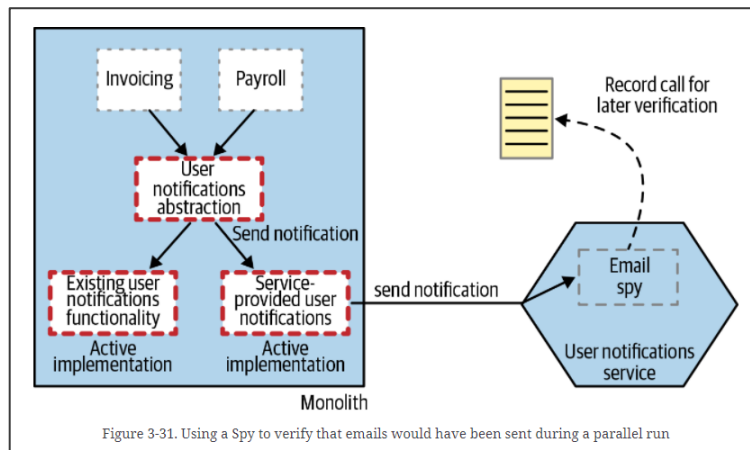 Invoicing
Payroll
User
notifications
abstraction
Send notification
Existing user
notifications
functionality
Service-
provided user
notifications
Active
implementation
Active
implementation
Monolith
send notification
Record call for
later verification
Email
spy
User notifications
service
Figure 3-31. Using a Spy to verify that emails would have been sent during a parallel run